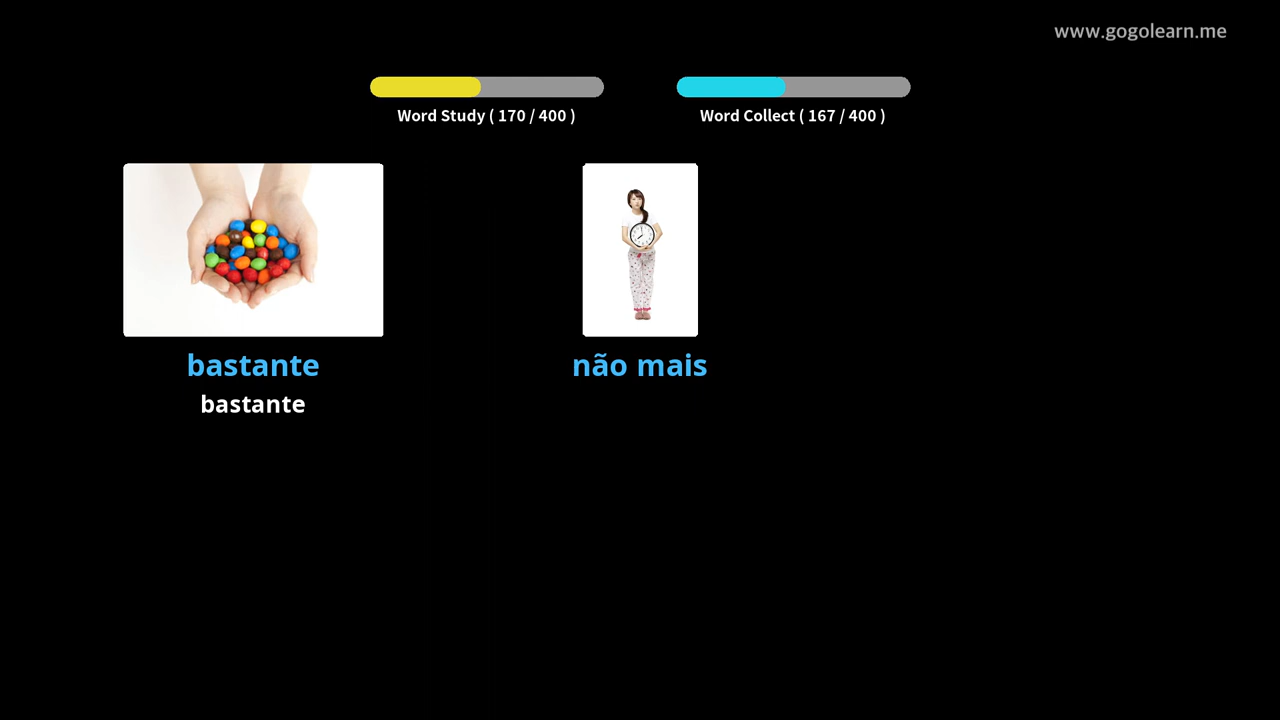 www.gogolearn.me
Word Study ( 170 / 400 )
Word Collect ( 167 / 400 )
bastante
bastante
não mais